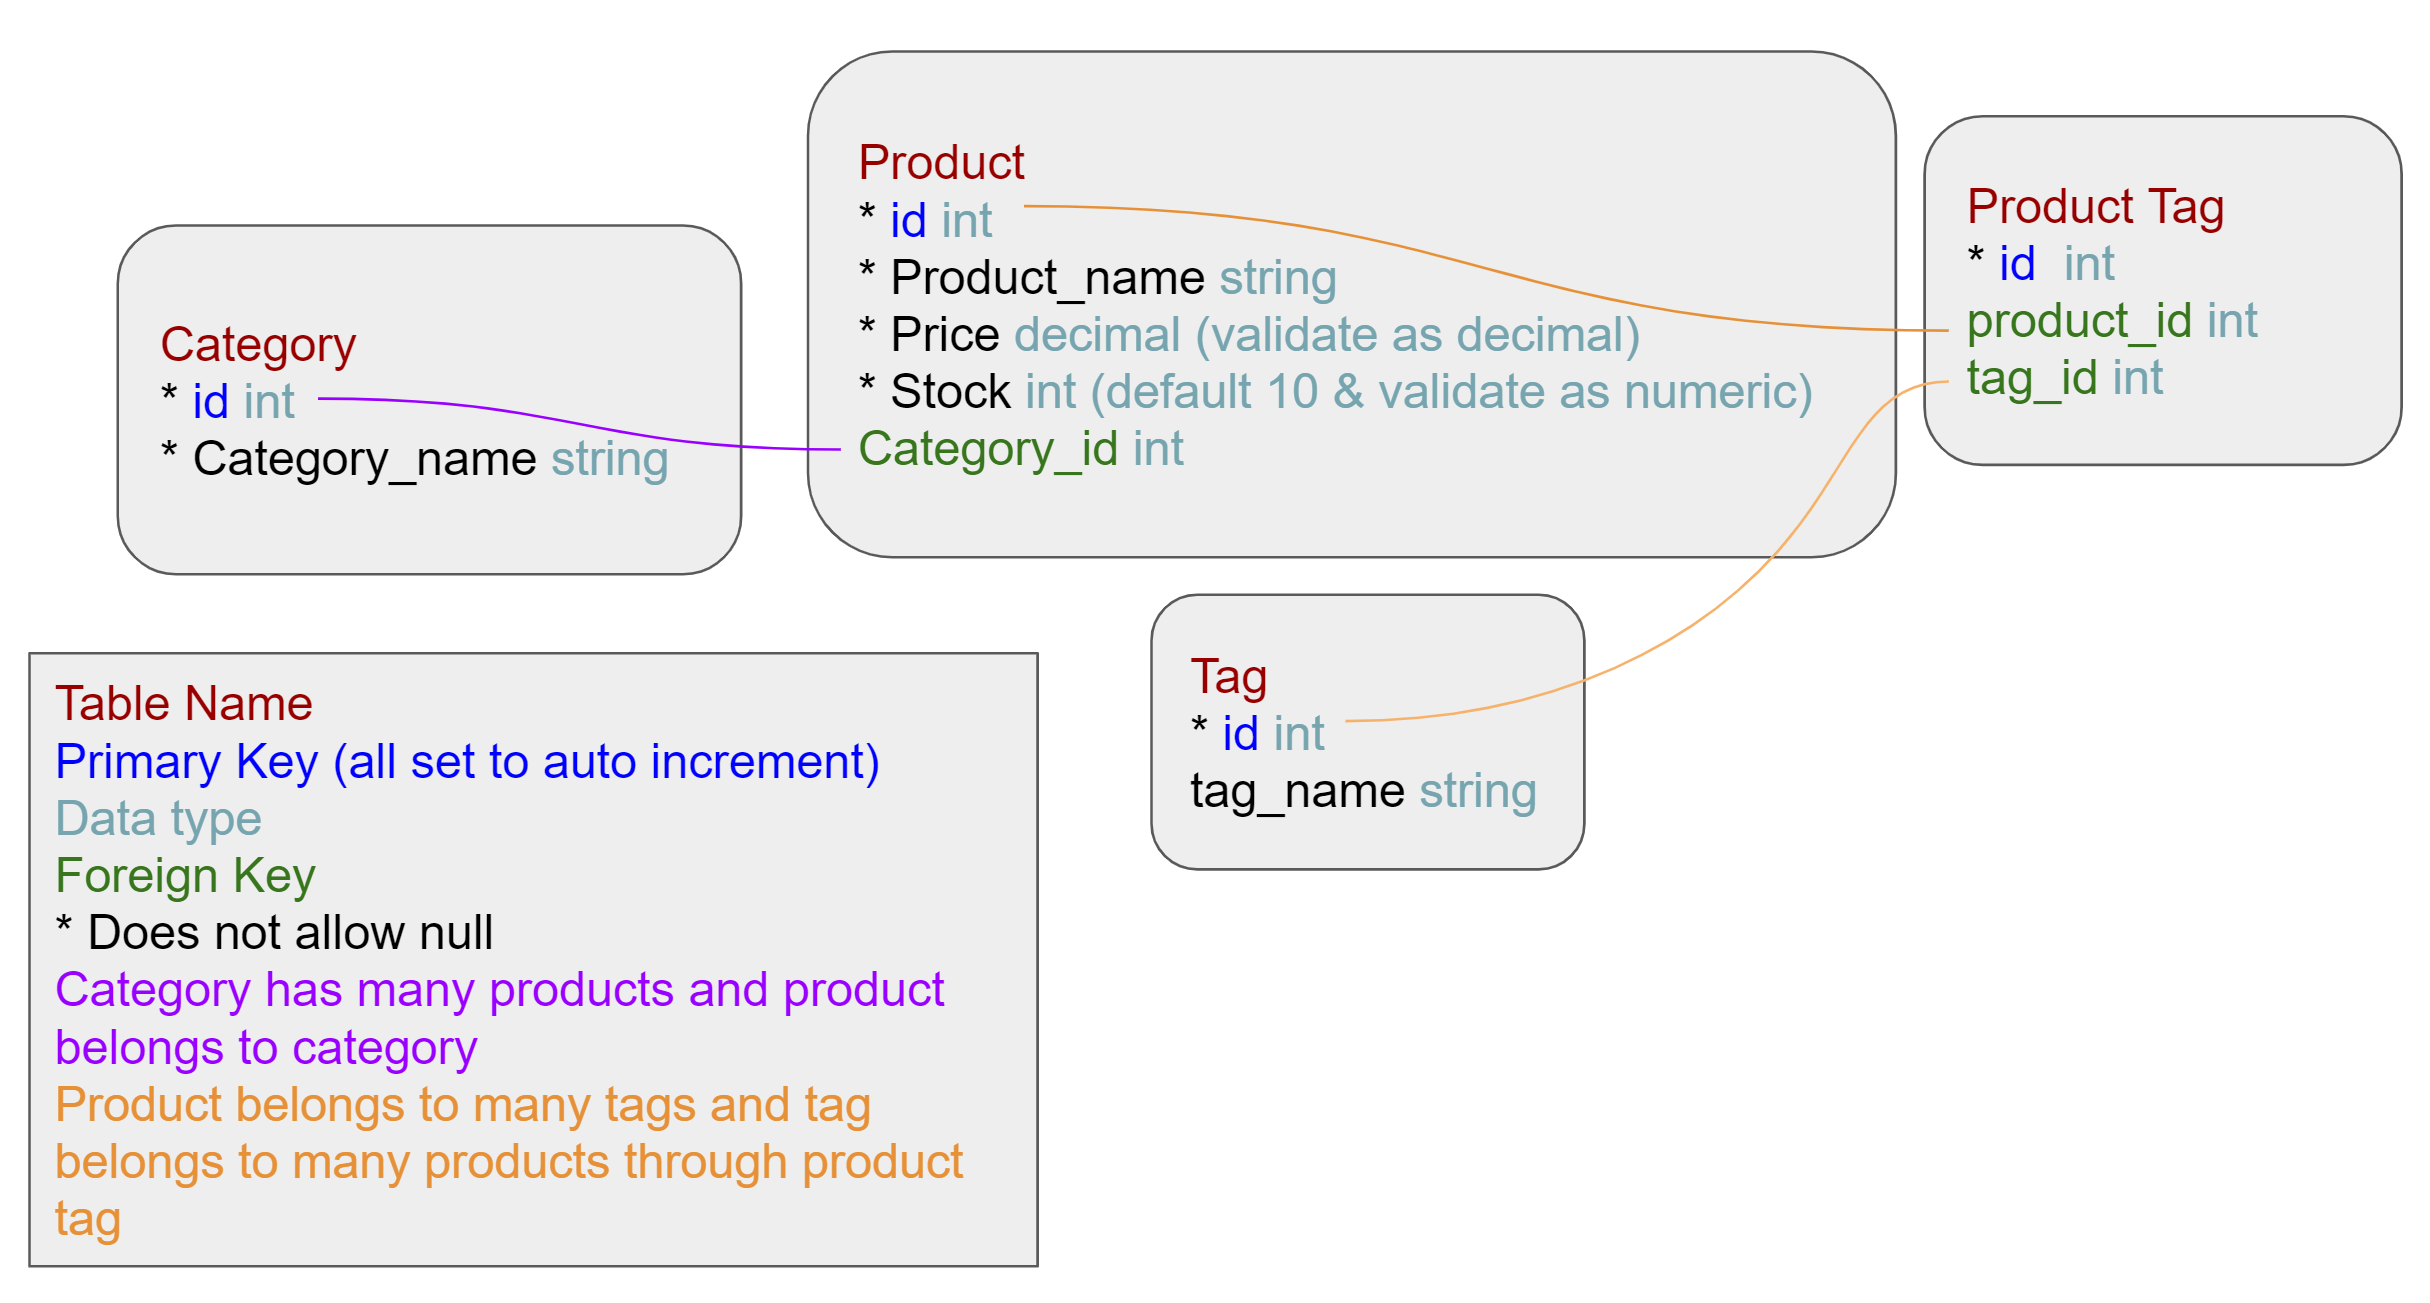 Product
* id int
* Product_name string
* Price decimal (validate as decimal)
* Stock int (default 10 & validate as numeric)
Category_id int
Product Tag
* id  int
product_id int
tag_id int
Category
* id int
* Category_name string
Tag
* id int
tag_name string
Table Name
Primary Key (all set to auto increment)
Data type
Foreign Key
* Does not allow null
Category has many products and product
belongs to category
Product belongs to many tags and tag
belongs to many products through product
tag